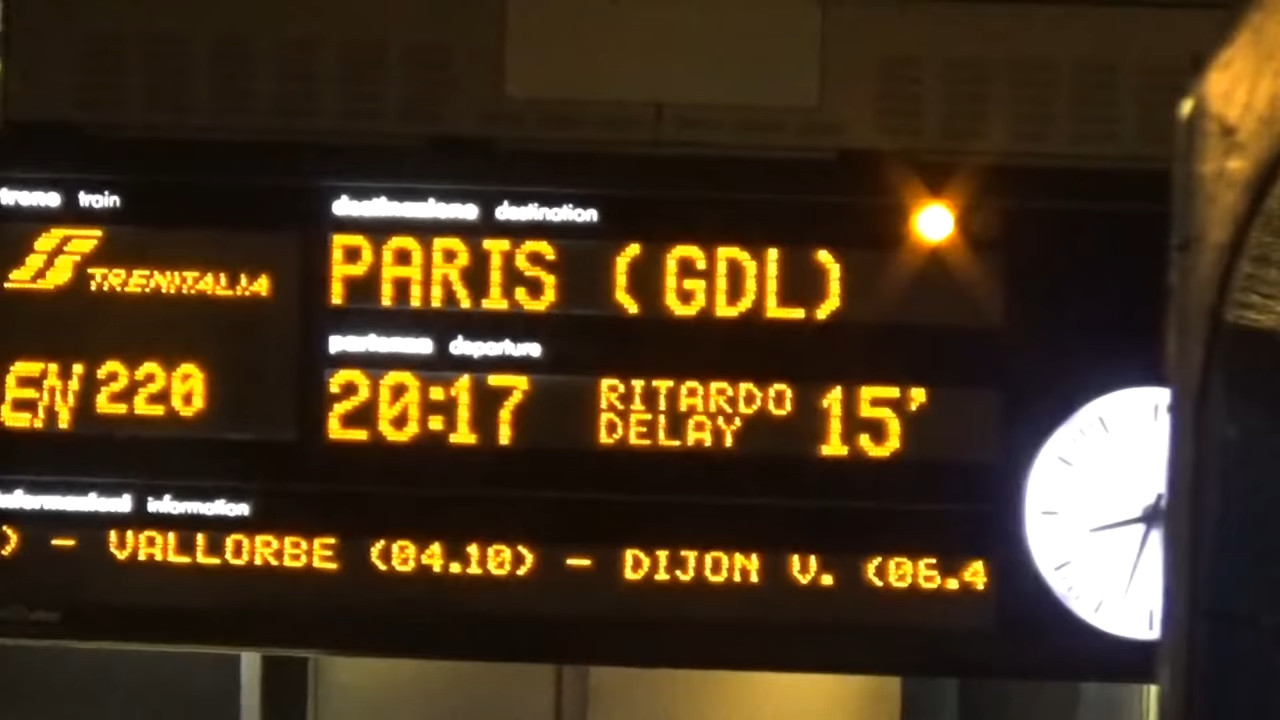 treno train
destinazione destination
TRENITALIA
PARIS (GDL)
partenza departure
EN 220
20:17 RITARDO DELAY 15'
informazioni information
) - VALLORBE (04.10) - DIJON V. (06.4